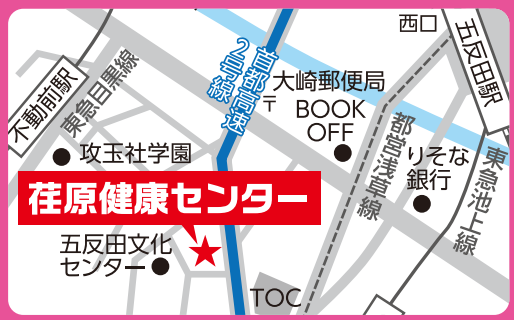 西口
五反田駅
首都高速
2号線
大崎郵便局
〒
BOOK
OFF
不動前駅
東急目黒線
都営浅草線
攻玉社学園
りそな
銀行
東急池上線
荏原健康センター
五反田文化
センター
TOC